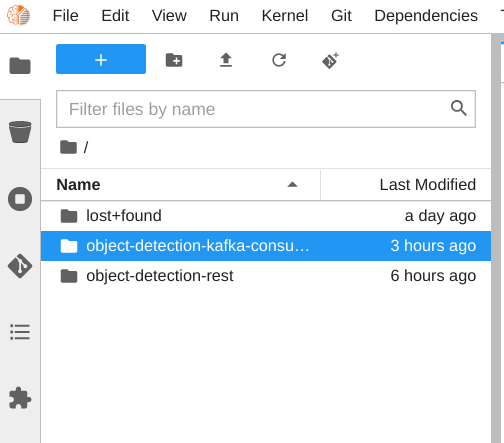 File Edit View Run Kernel Git Dependencies
Filter files by name
/
Name Last Modified
lost+found a day ago
object-detection-kafka-consu… 3 hours ago
object-detection-rest 6 hours ago